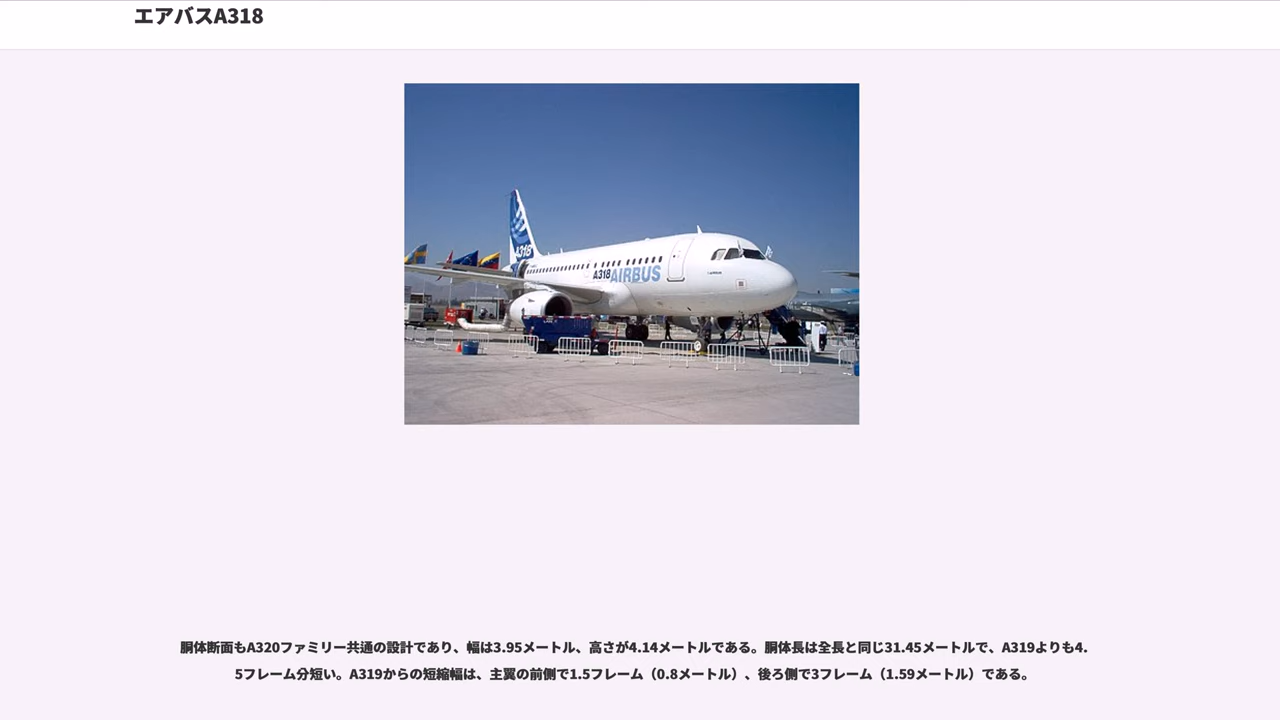 エアバスA318
A318
A318AIRBUS
胴体断面もA320ファミリー共通の設計であり、幅は3.95メートル、高さが4.14メートルである。胴体長は全長と同じ31.45メートルで、A319よりも4.
5フレーム分短い。A319からの短縮幅は、主翼の前側で1.5フレーム（0.8メートル）、後ろ側で3フレーム（1.59メートル）である。